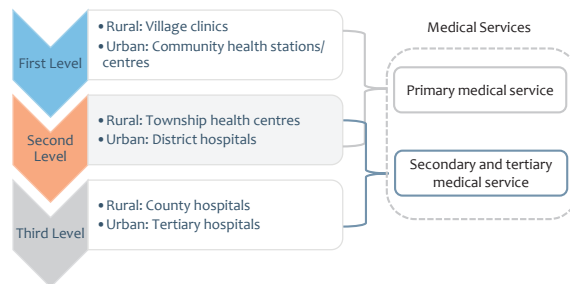 First Level
• Rural: Village clinics
• Urban: Community health stations/
centres
Second
Level
• Rural: Township health centres
• Urban: District hospitals
Third Level
• Rural: County hospitals
• Urban: Tertiary hospitals
Medical Services
Primary medical service
Secondary and tertiary
medical service